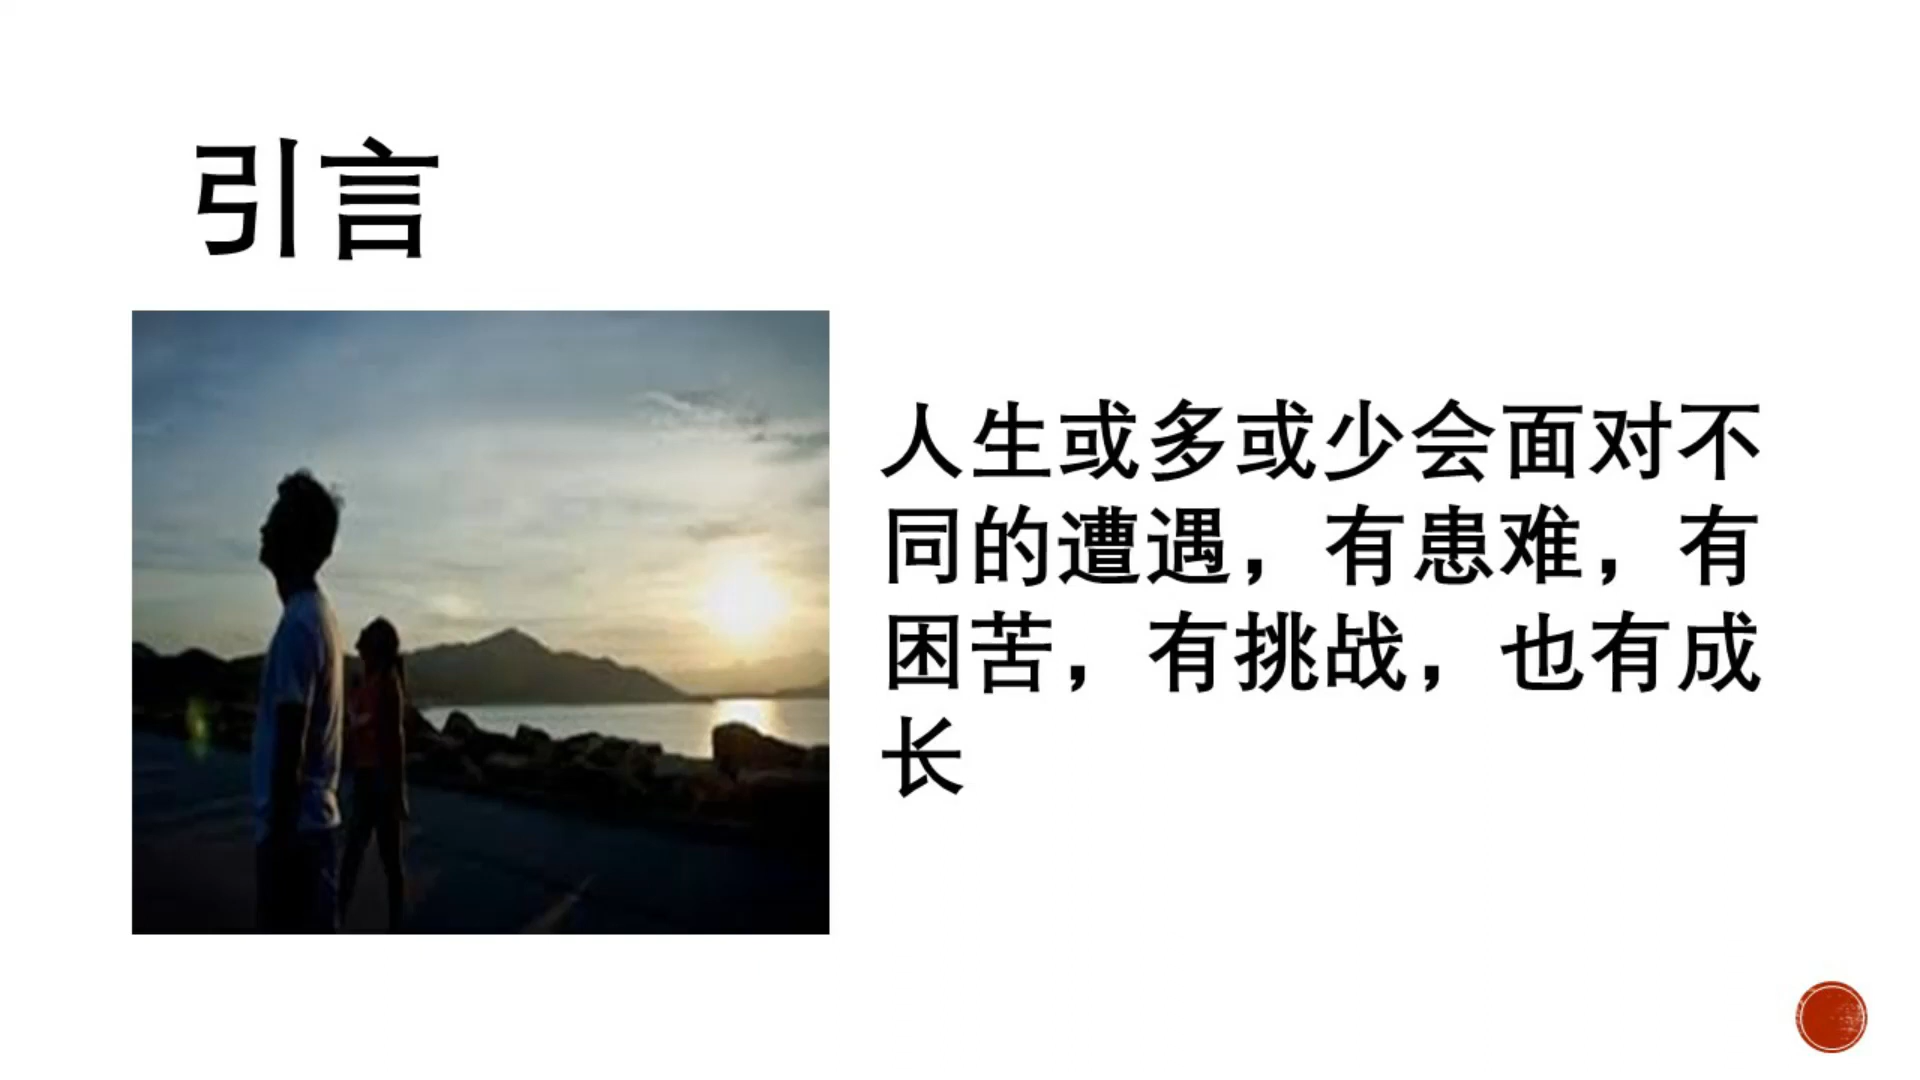 引言
人生或多或少会面对不
同的遭遇，有患难，有
困苦，有挑战，也有成
长